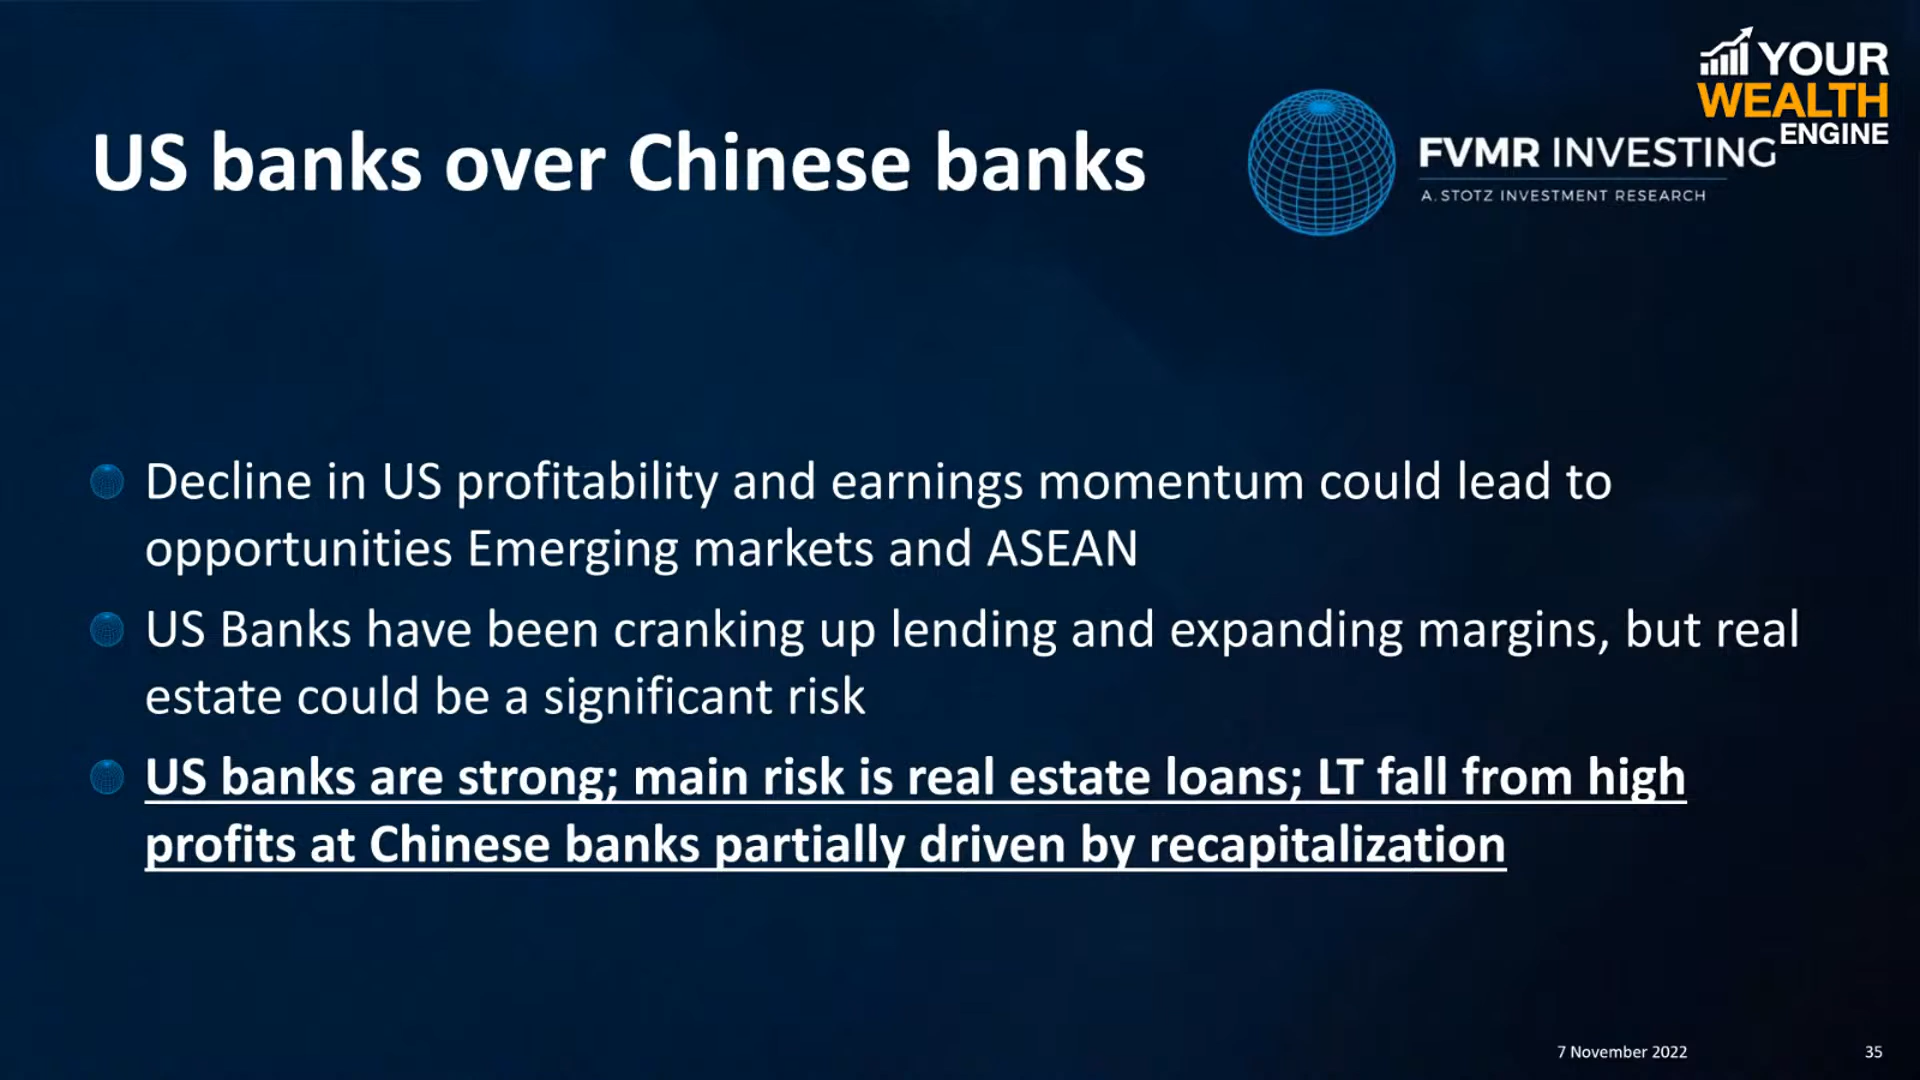 YOUR
WEALTH
ENGINE
US banks over Chinese banks
FVMR INVESTING
A. STOTZ INVESTMENT RESEARCH
Decline in US profitability and earnings momentum could lead to
opportunities Emerging markets and ASEAN
US Banks have been cranking up lending and expanding margins, but real
estate could be a significant risk
US banks are strong; main risk is real estate loans; LT fall from high
profits at Chinese banks partially driven by recapitalization
7 November 2022
35